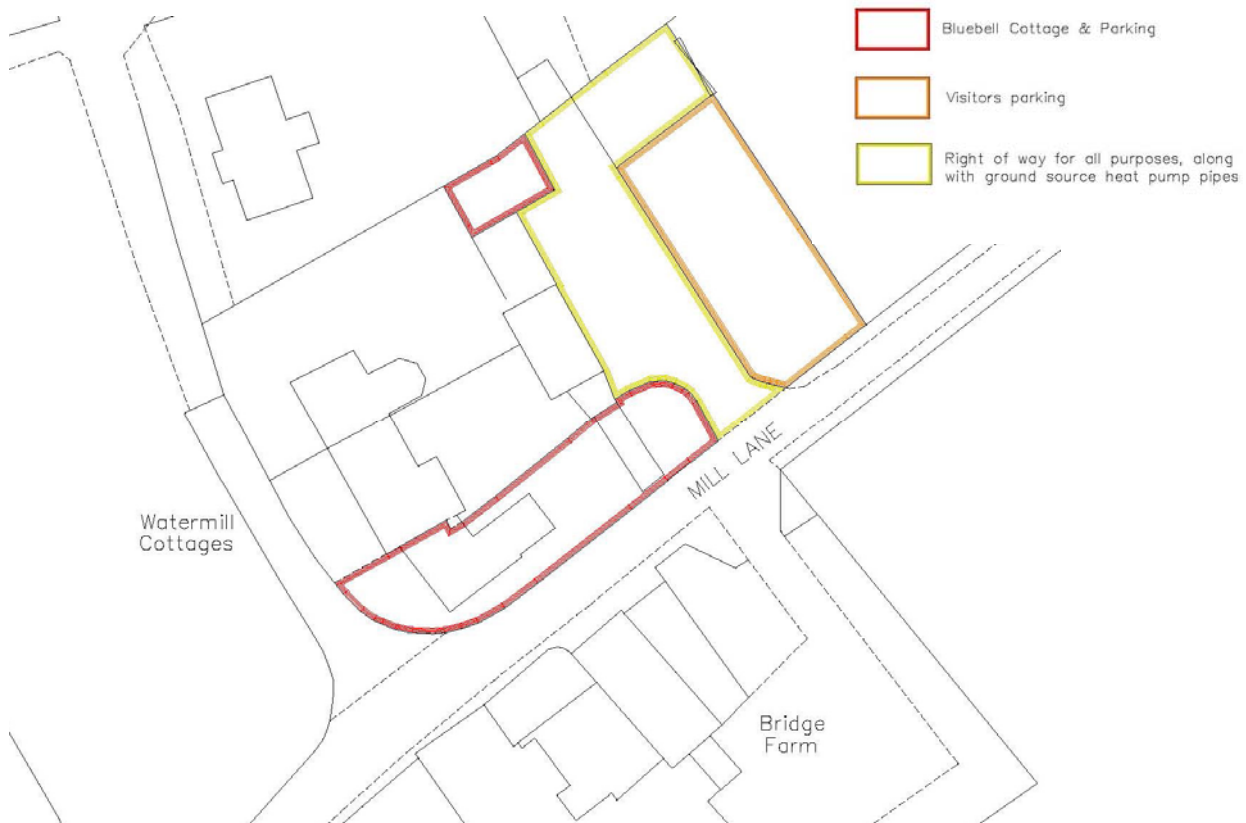 Bluebell Cottage & Parking
Visitors parking
Right of way for all purposes, along
with ground source heat pump pipes
MILL LANE
Watermill
Cottages
Bridge
Farm